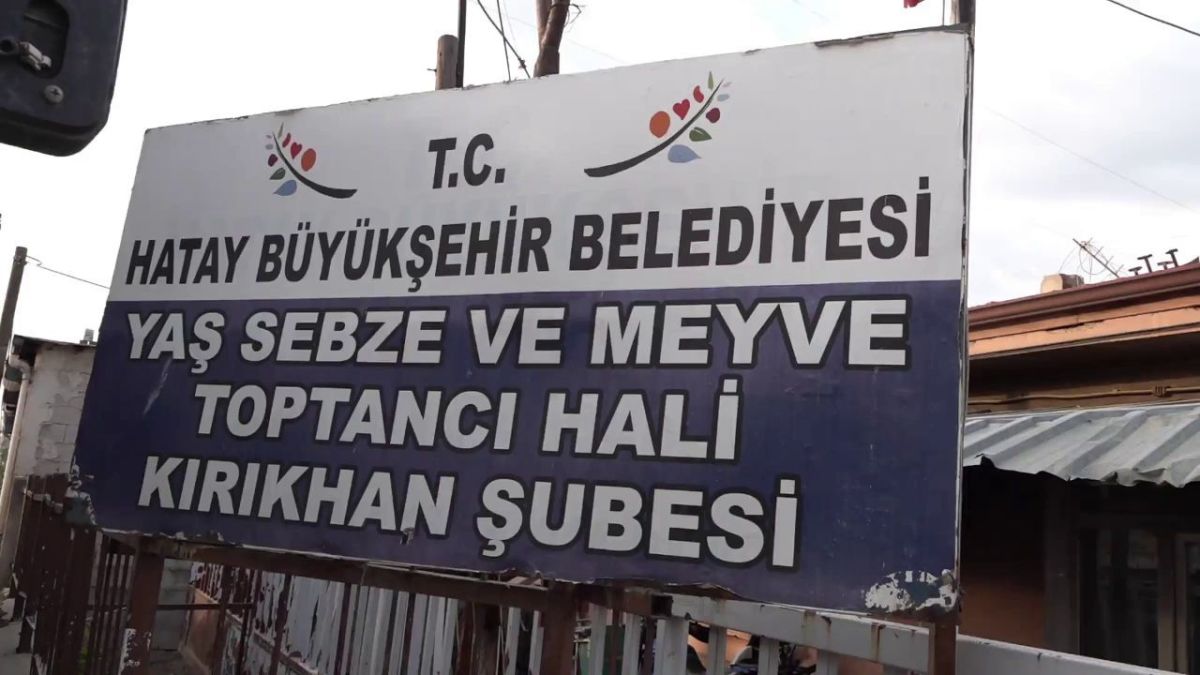 T.C.
HATAY BÜYÜKŞEHİR BELEDİYESİ
YAŞ SEBZE VE MEYVE
TOPTANCI HALİ
KIRIKHAN ŞUBESİ